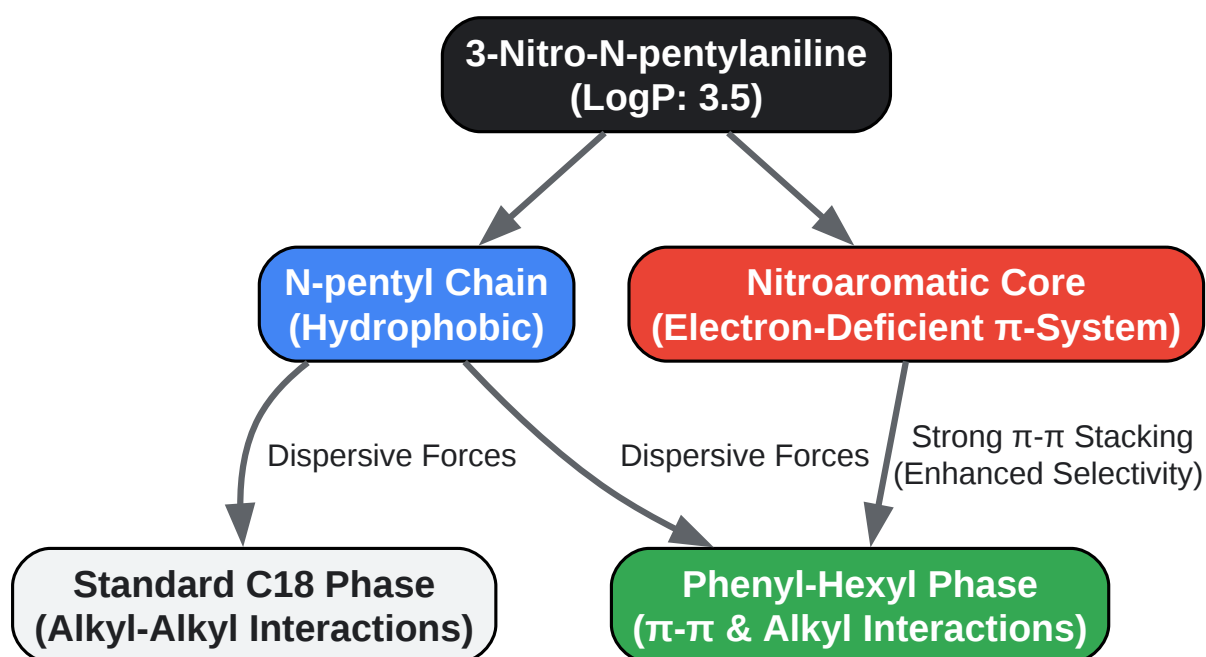 3-Nitro-N-pentylaniline
(LogP: 3.5)
N-pentyl Chain
(Hydrophobic)
Nitroaromatic Core
(Electron-Deficient π-System)
Dispersive Forces
Dispersive Forces
Strong π-π Stacking
(Enhanced Selectivity)
Standard C18 Phase
(Alkyl-Alkyl Interactions)
Phenyl-Hexyl Phase
(π-π & Alkyl Interactions)